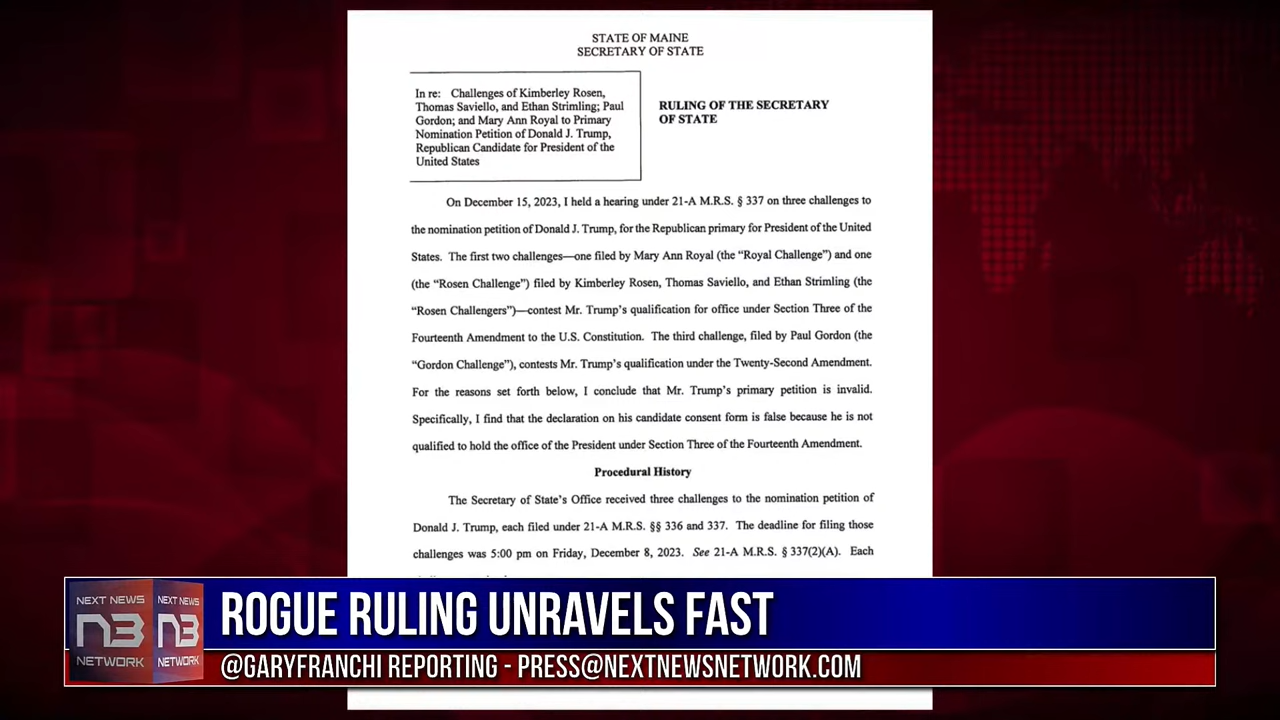 STATE OF MAINE
SECRETARY OF STATE
In re: Challenges of Kimberley Rosen,
Thomas Saviello, and Ethan Strimling; Paul
Gordon; and Mary Ann Royal to Primary
Nomination Petition of Donald J. Trump,
Republican Candidate for President of the
United States
RULING OF THE SECRETARY
OF STATE
On December 15, 2023, I held a hearing under 21-A M.R.S. § 337 on three challenges to
the nomination petition of Donald J. Trump, for the Republican primary for President of the United
States. The first two challenges—one filed by Mary Ann Royal (the “Royal Challenge”) and one
(the “Rosen Challenge”) filed by Kimberley Rosen, Thomas Saviello, and Ethan Strimling (the
“Rosen Challengers”)—contest Mr. Trump’s qualification for office under Section Three of the
Fourteenth Amendment to the U.S. Constitution. The third challenge, filed by Paul Gordon (the
“Gordon Challenge”), contests Mr. Trump’s qualification under the Twenty-Second Amendment.
For the reasons set forth below, I conclude that Mr. Trump’s primary petition is invalid.
Specifically, I find that the declaration on his candidate consent form is false because he is not
qualified to hold the office of the President under Section Three of the Fourteenth Amendment.
Procedural History
The Secretary of State’s Office received three challenges to the nomination petition of
Donald J. Trump, each filed under 21-A M.R.S. §§ 336 and 337. The deadline for filing those
challenges was 5:00 pm on Friday, December 8, 2023. See 21-A M.R.S. § 337(2)(A). Each
NEXT NEWS
N3
NETWORK
NEXT NEWS
N3
NETWORK
ROGUE RULING UNRAVELS FAST
@GARYFRANCHI REPORTING - PRESS@NEXTNEWSNETWORK.COM